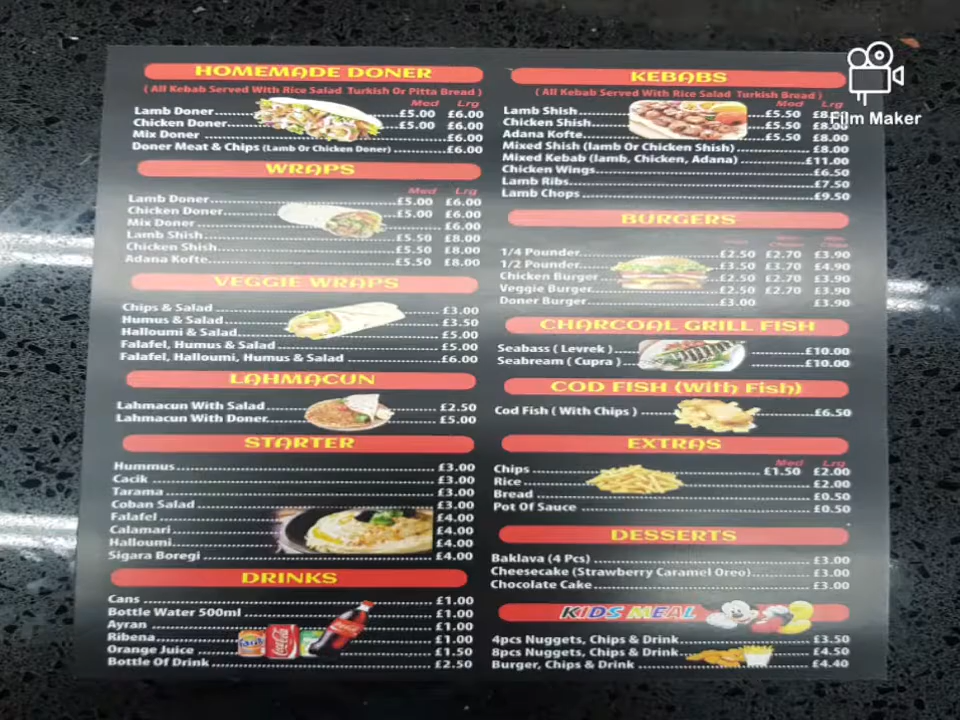 HOMEMADE DONER
( All Kebab Served With Rice Salad Turkish Or Pitta Bread )
Med Lrg
Lamb Doner £5.00 £6.00
Chicken Doner £5.00 £6.00
Mix Doner £6.00
Doner Meat & Chips (Lamb Or Chicken Doner) £6.00
WRAPS
Med Lrg
Lamb Doner £5.00 £6.00
Chicken Doner £5.00 £6.00
Mix Doner £6.00
Lamb Shish £5.50 £8.00
Chicken Shish £5.50 £8.00
Adana Kofte £5.50 £8.00
VEGGIE WRAPS
Chips & Salad £3.00
Humus & Salad £3.50
Halloumi & Salad £5.00
Falafel, Humus & Salad £5.00
Falafel, Halloumi, Humus & Salad £6.00
LAHMACUN
Lahmacun With Salad £2.50
Lahmacun With Doner £5.00
STARTER
Hummus £3.00
Cacik £3.00
Tarama £3.00
Coban Salad £3.00
Falafel £4.00
Calamari £4.00
Halloumi £4.00
Sigara Boregi £4.00
DRINKS
Cans £1.00
Bottle Water 500ml £1.00
Ayran £1.00
Ribena £1.00
Orange Juice £1.50
Bottle Of Drink £2.50
Fanta
Coca-Cola
KEBABS
( All Kebab Served With Rice Salad Turkish Bread )
Med Lrg
Lamb Shish £5.50
Chicken Shish £5.50 £8.00
Adana Kofte £5.50 £8.00
Mixed Shish (lamb Or Chicken Shish) £8.00
Mixed Kebab (lamb, Chicken, Adana) £11.00
Chicken Wings £6.50
Lamb Ribs £7.50
Lamb Chops £9.50
BURGERS
1/4 Pounder £2.50 £2.70 £3.90
1/2 Pounder £3.50 £3.70 £4.90
Chicken Burger £2.50 £2.70 £3.90
Veggie Burger £2.50 £2.70 £3.90
Doner Burger £3.00 £3.90
CHARCOAL GRILL FISH
Seabass ( Levrek ) £10.00
Seabream ( Cupra ) £10.00
COD FISH (With Fish)
Cod Fish ( With Chips ) £6.50
EXTRAS
Med Lrg
Chips £1.50 £2.00
Rice £2.00
Bread £0.50
Pot Of Sauce £0.50
DESSERTS
Baklava (4 Pcs) £3.00
Cheesecake (Strawberry Caramel Oreo) £3.00
Chocolate Cake £3.00
KIDS MEAL
4pcs Nuggets, Chips & Drink £3.50
8pcs Nuggets, Chips & Drink £4.50
Burger, Chips & Drink £4.40
Film Maker